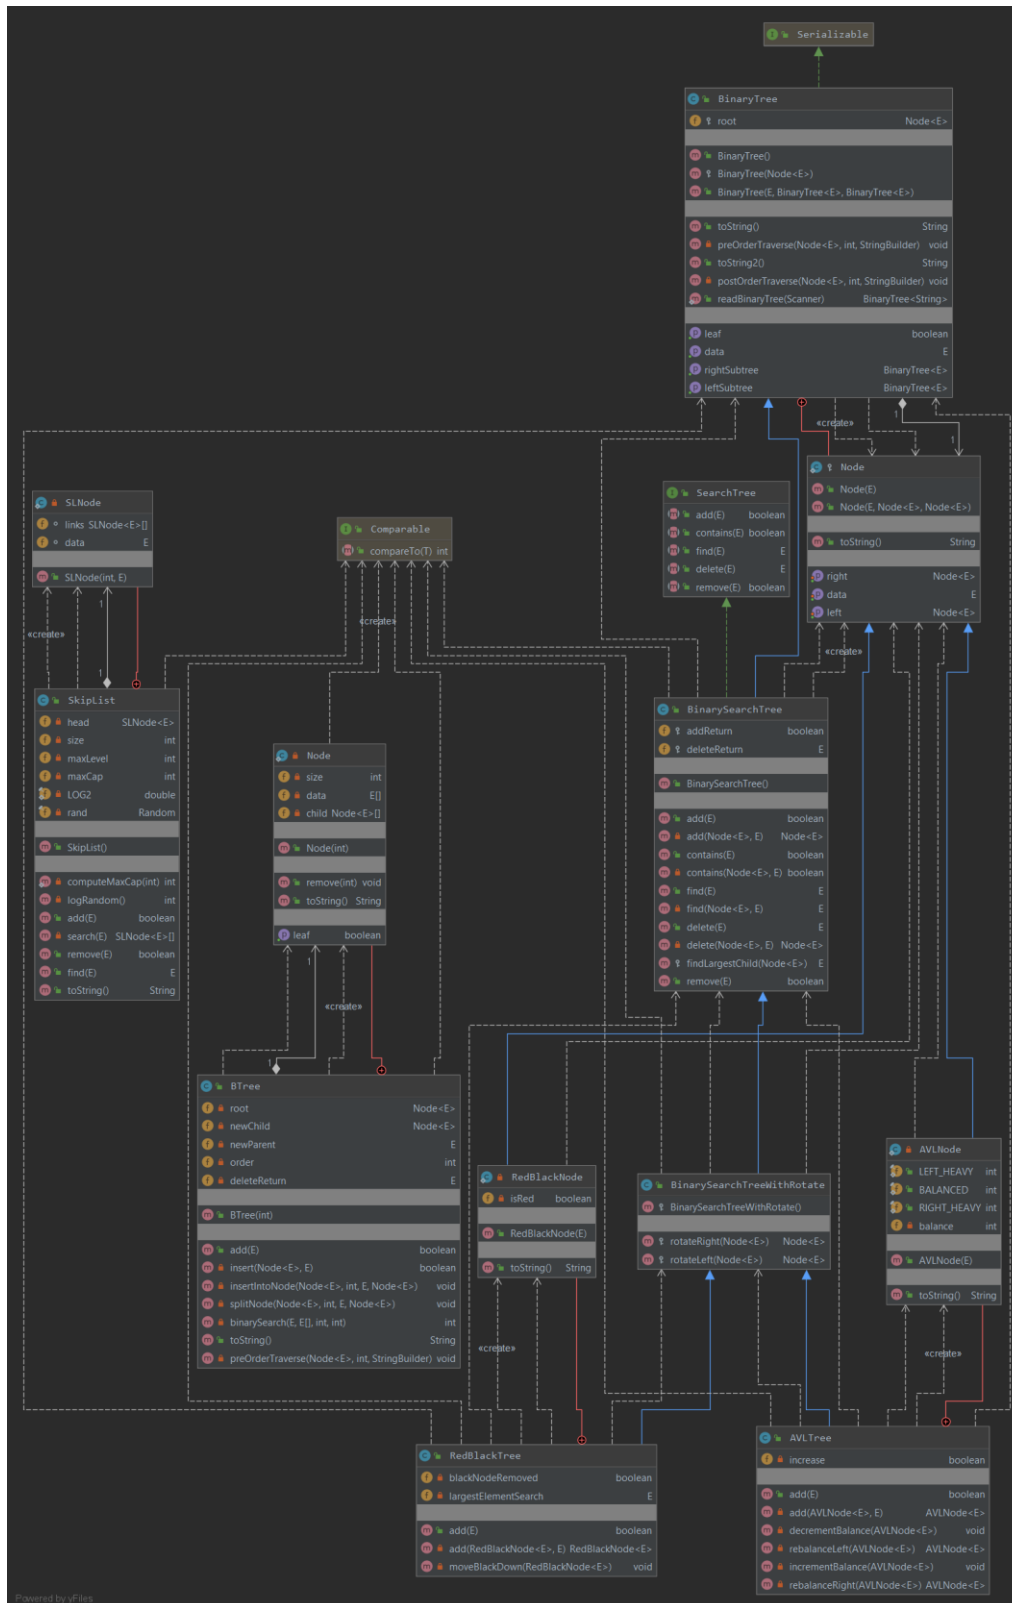 Serializable
BinaryTree
root Node<E>
BinaryTree()
BinaryTree(Node<E>)
BinaryTree(E, BinaryTree<E>, BinaryTree<E>)
toString() String
preOrderTraverse(Node<E>, int, StringBuilder) void
toString2() String
postOrderTraverse(Node<E>, int, StringBuilder) void
readBinaryTree(Scanner) BinaryTree<String>
leaf boolean
data E
rightSubtree BinaryTree<E>
leftSubtree BinaryTree<E>
«create»
1
1
Node
Node(E)
Node(E, Node<E>, Node<E>)
toString() String
right Node<E>
data E
left Node<E>
«create»
SearchTree
add(E) boolean
contains(E) boolean
find(E) E
delete(E) E
remove(E) boolean
SLNode
links SLNode<E>[]
data E
SLNode(int, E)
«create»
1
1
Comparable
compareTo(T) int
«create»
SkipList
head SLNode<E>
size int
maxLevel int
maxCap int
LOG2 double
rand Random
SkipList()
computeMaxCap(int) int
logRandom() int
add(E) boolean
search(E) SLNode<E>[]
remove(E) boolean
find(E) E
toString() String
Node
size int
data E[]
child Node<E>[]
Node(int)
remove(int) void
toString() String
leaf boolean
1
«create»
1
BinarySearchTree
addReturn boolean
deleteReturn E
BinarySearchTree()
add(E) boolean
add(Node<E>, E) Node<E>
contains(E) boolean
contains(Node<E>, E) boolean
find(E) E
find(Node<E>, E) E
delete(E) E
delete(Node<E>, E) Node<E>
findLargestChild(Node<E>) E
remove(E) boolean
BTree
root Node<E>
newChild Node<E>
newParent E
order int
deleteReturn E
BTree(int)
add(E) boolean
insert(Node<E>, E) boolean
insertIntoNode(Node<E>, int, E, Node<E>) void
splitNode(Node<E>, int, E, Node<E>) void
binarySearch(E, E[], int, int) int
toString() String
preOrderTraverse(Node<E>, int, StringBuilder) void
RedBlackNode
isRed boolean
RedBlackNode(E)
toString() String
«create»
BinarySearchTreeWithRotate
BinarySearchTreeWithRotate()
rotateRight(Node<E>) Node<E>
rotateLeft(Node<E>) Node<E>
AVLNode
LEFT_HEAVY int
BALANCED int
RIGHT_HEAVY int
balance int
AVLNode(E)
toString() String
«create»
RedBlackTree
blackNodeRemoved boolean
largestElementSearch E
add(E) boolean
add(RedBlackNode<E>, E) RedBlackNode<E>
moveBlackDown(RedBlackNode<E>) void
AVLTree
increase boolean
add(E) boolean
add(AVLNode<E>, E) AVLNode<E>
decrementBalance(AVLNode<E>) void
rebalanceLeft(AVLNode<E>) AVLNode<E>
incrementBalance(AVLNode<E>) void
rebalanceRight(AVLNode<E>) AVLNode<E>
Powered by yFiles